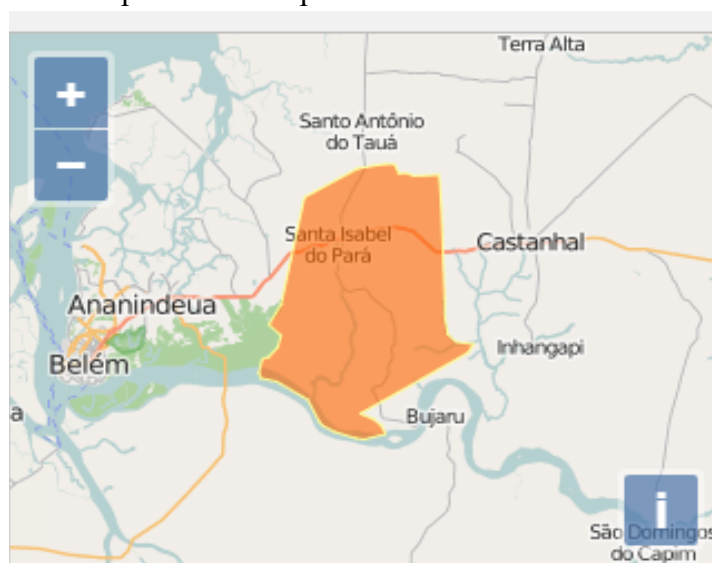 Terra Alta
+
Santo Antônio
do Tauá
−
Santa Isabel
do Pará
Castanhal
Ananindeua
Inhangapi
Belém
a
Bujaru
i
São Domingos
do Capim